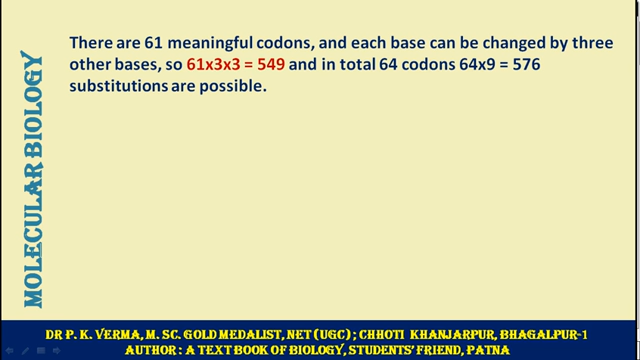 There are 61 meaningful codons, and each base can be changed by three
other bases, so 61x3x3 = 549 and in total 64 codons 64x9 = 576
substitutions are possible.
MOLECULAR BIOLOGY
DR P. K. VERMA, M. SC. GOLD MEDALIST, NET (UGC) ; CHHOTI KHANJARPUR, BHAGALPUR-1
AUTHOR : A TEXT BOOK OF BIOLOGY, STUDENTS' FRIEND, PATNA